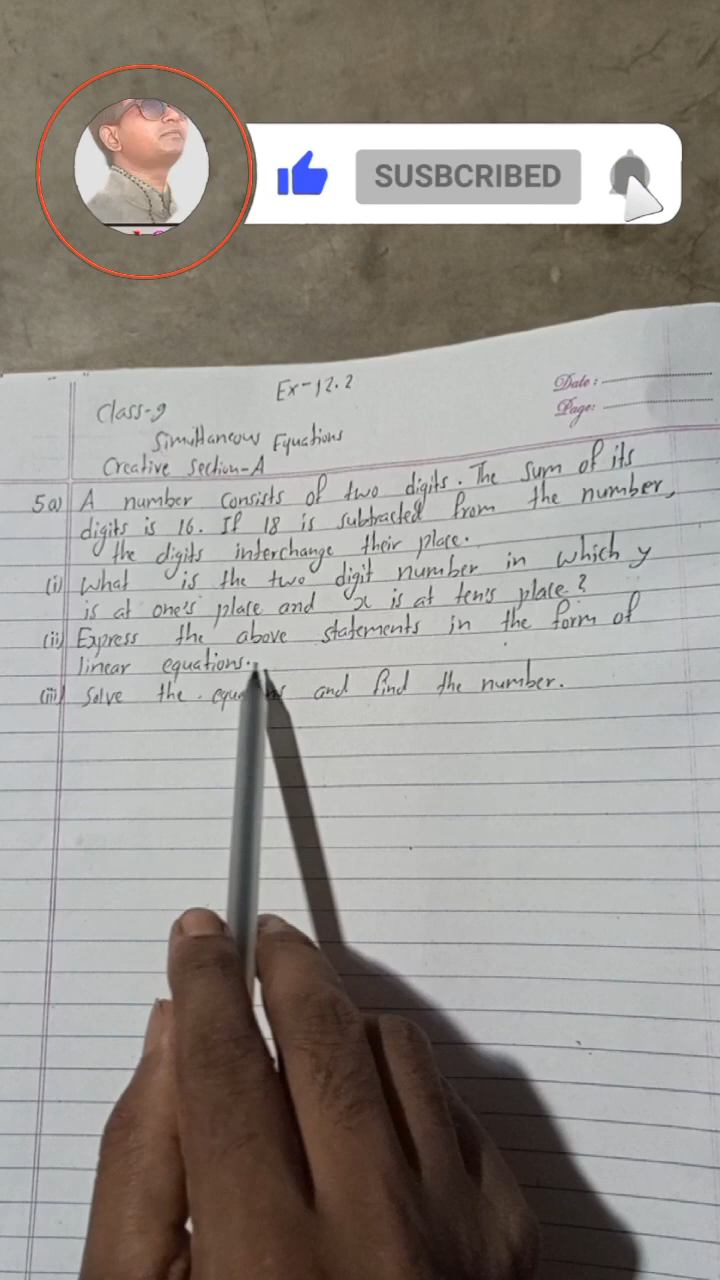 SUSBCRIBED
Ex-12.2
Date:
Class-9
Page:
Simultaneous Equations
Creative Section-A
5a) A number consists of two digits. The sum of its
digits is 16. If 18 is subtracted from the number,
the digits interchange their place.
(i) What is the two digit number in which y
is at one's place and x is at ten's place?
(ii) Express the above statements in the form of
linear equations.
(iii) Solve the and find the number.